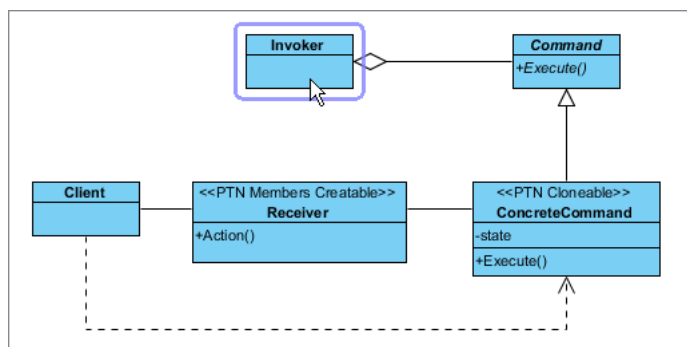 Invoker
Command
+Execute()
Client
<<PTN Members Creatable>>
Receiver
+Action()
<<PTN Cloneable>>
ConcreteCommand
-state
+Execute()